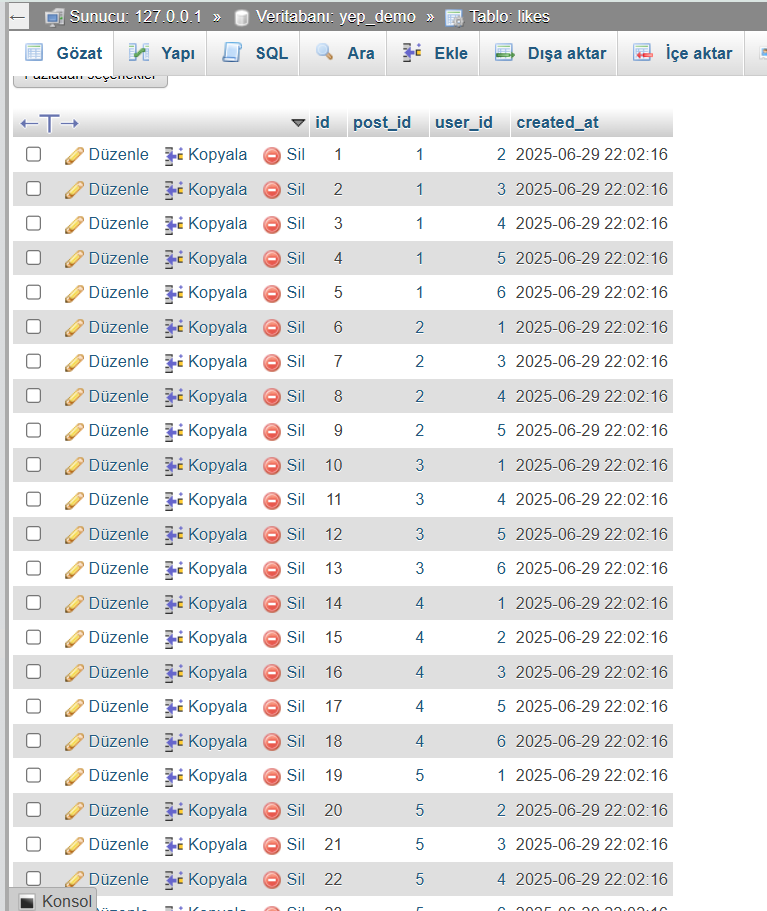 ← Sunucu: 127.0.0.1 » Veritabanı: yep_demo » Tablo: likes
Gözat Yapı SQL Ara Ekle Dışa aktar İçe aktar
Fazladan seçenekler
←T→ id post_id user_id created_at
Düzenle Kopyala Sil 1 1 2 2025-06-29 22:02:16
Düzenle Kopyala Sil 2 1 3 2025-06-29 22:02:16
Düzenle Kopyala Sil 3 1 4 2025-06-29 22:02:16
Düzenle Kopyala Sil 4 1 5 2025-06-29 22:02:16
Düzenle Kopyala Sil 5 1 6 2025-06-29 22:02:16
Düzenle Kopyala Sil 6 2 1 2025-06-29 22:02:16
Düzenle Kopyala Sil 7 2 3 2025-06-29 22:02:16
Düzenle Kopyala Sil 8 2 4 2025-06-29 22:02:16
Düzenle Kopyala Sil 9 2 5 2025-06-29 22:02:16
Düzenle Kopyala Sil 10 3 1 2025-06-29 22:02:16
Düzenle Kopyala Sil 11 3 4 2025-06-29 22:02:16
Düzenle Kopyala Sil 12 3 5 2025-06-29 22:02:16
Düzenle Kopyala Sil 13 3 6 2025-06-29 22:02:16
Düzenle Kopyala Sil 14 4 1 2025-06-29 22:02:16
Düzenle Kopyala Sil 15 4 2 2025-06-29 22:02:16
Düzenle Kopyala Sil 16 4 3 2025-06-29 22:02:16
Düzenle Kopyala Sil 17 4 5 2025-06-29 22:02:16
Düzenle Kopyala Sil 18 4 6 2025-06-29 22:02:16
Düzenle Kopyala Sil 19 5 1 2025-06-29 22:02:16
Düzenle Kopyala Sil 20 5 2 2025-06-29 22:02:16
Düzenle Kopyala Sil 21 5 3 2025-06-29 22:02:16
Düzenle Kopyala Sil 22 5 4 2025-06-29 22:02:16
Konsol